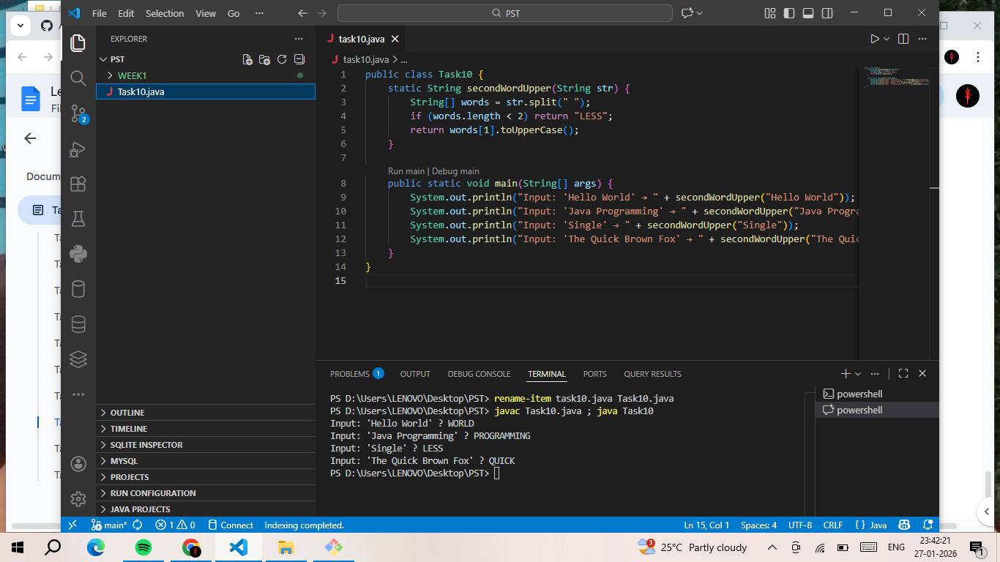 File Edit Selection View Go ··· PST
Le
Fil
Docum
Ta
EXPLORER
PST
WEEK1
Task10.java
OUTLINE
TIMELINE
SQLITE INSPECTOR
MYSQL
PROJECTS
RUN CONFIGURATION
JAVA PROJECTS
2
J task10.java
J task10.java > ...
1 public class Task10 {
2 static String secondWordUpper(String str) {
3 String[] words = str.split(" ");
4 if (words.length < 2) return "LESS";
5 return words[1].toUpperCase();
6 }
7
Run main | Debug main
8 public static void main(String[] args) {
9 System.out.println("Input: 'Hello World' → " + secondWordUpper("Hello World"));
10 System.out.println("Input: 'Java Programming' → " + secondWordUpper("Java Progra
11 System.out.println("Input: 'Single' → " + secondWordUpper("Single"));
12 System.out.println("Input: 'The Quick Brown Fox' → " + secondWordUpper("The Quic
13 }
14 }
15
PROBLEMS 1 OUTPUT DEBUG CONSOLE TERMINAL PORTS QUERY RESULTS
PS D:\Users\LENOVO\Desktop\PST> rename-item task10.java Task10.java
PS D:\Users\LENOVO\Desktop\PST> javac Task10.java ; java Task10
Input: 'Hello World' ? WORLD
Input: 'Java Programming' ? PROGRAMMING
Input: 'Single' ? LESS
Input: 'The Quick Brown Fox' ? QUICK
PS D:\Users\LENOVO\Desktop\PST>
powershell
powershell
main* 1 0 Connect Indexing completed. Ln 15, Col 1 Spaces: 4 UTF-8 CRLF { } Java
3 25°C Partly cloudy ENG 23:42:21
27-01-2026 1